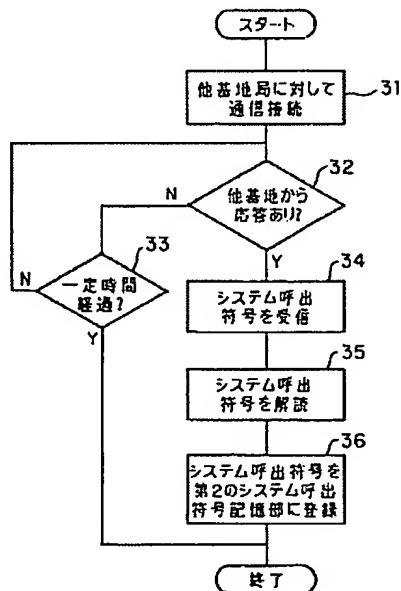 スタート
他基地局に対して
通信接続
31
32
他基地から
応答あり?
N
Y
33
一定時間
経過?
N
Y
34
システム呼出
符号を受信
35
システム呼出
符号を解読
36
システム呼出符号を
第2のシステム呼出
符号記憶部に登録
終了